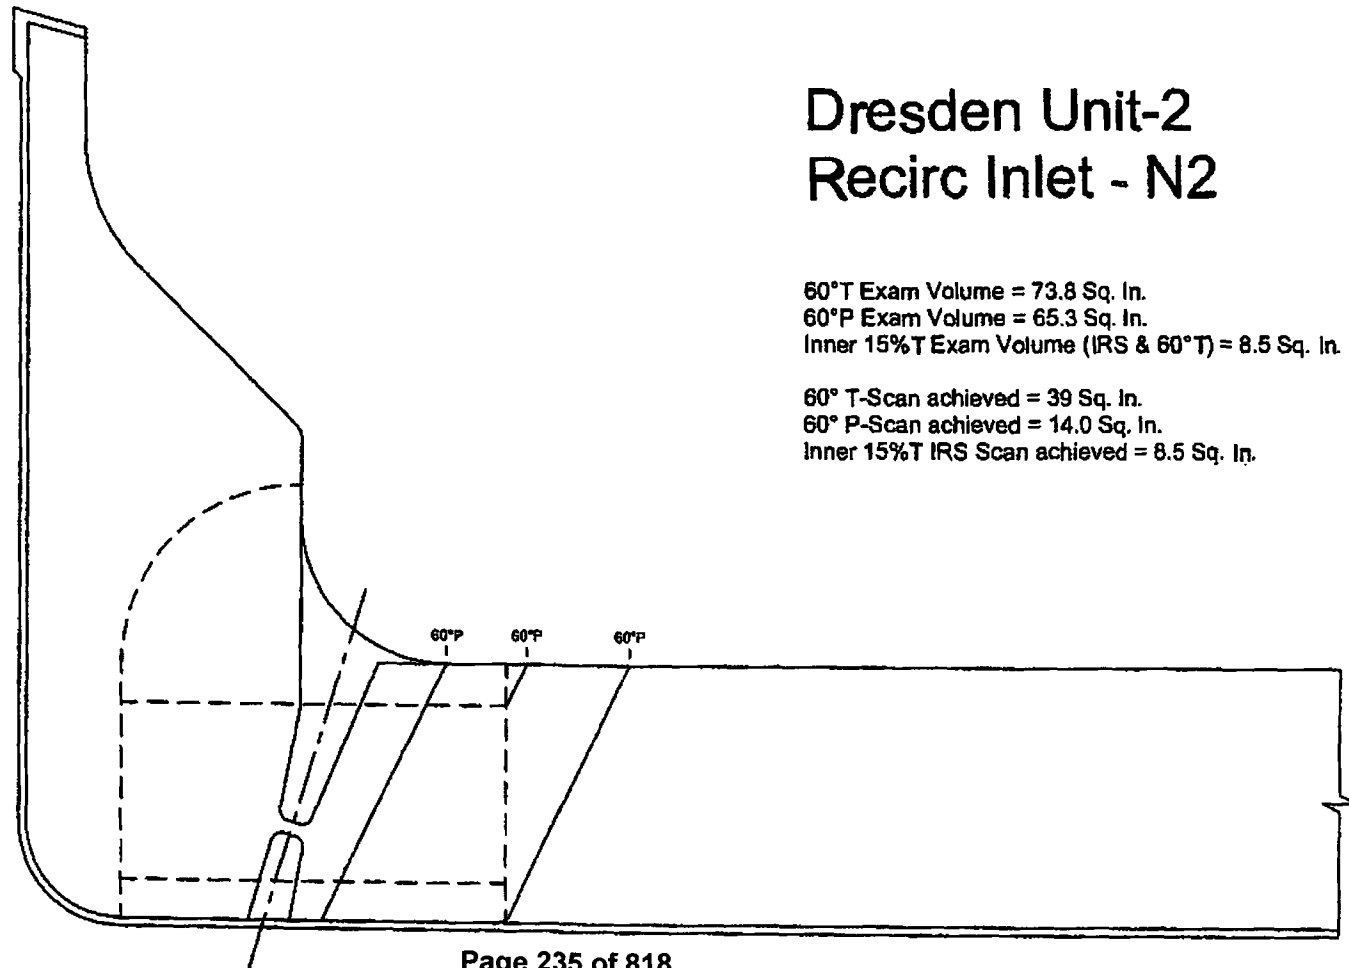 Dresden Unit-2
Recirc Inlet - N2
60°T Exam Volume = 73.8 Sq. In.
60°P Exam Volume = 65.3 Sq. In.
Inner 15%T Exam Volume (IRS & 60°T) = 8.5 Sq. In.
60° T-Scan achieved = 39 Sq. In.
60° P-Scan achieved = 14.0 Sq. In.
Inner 15%T IRS Scan achieved = 8.5 Sq. In.
60°P 60°P 60°P
Page 235 of 818